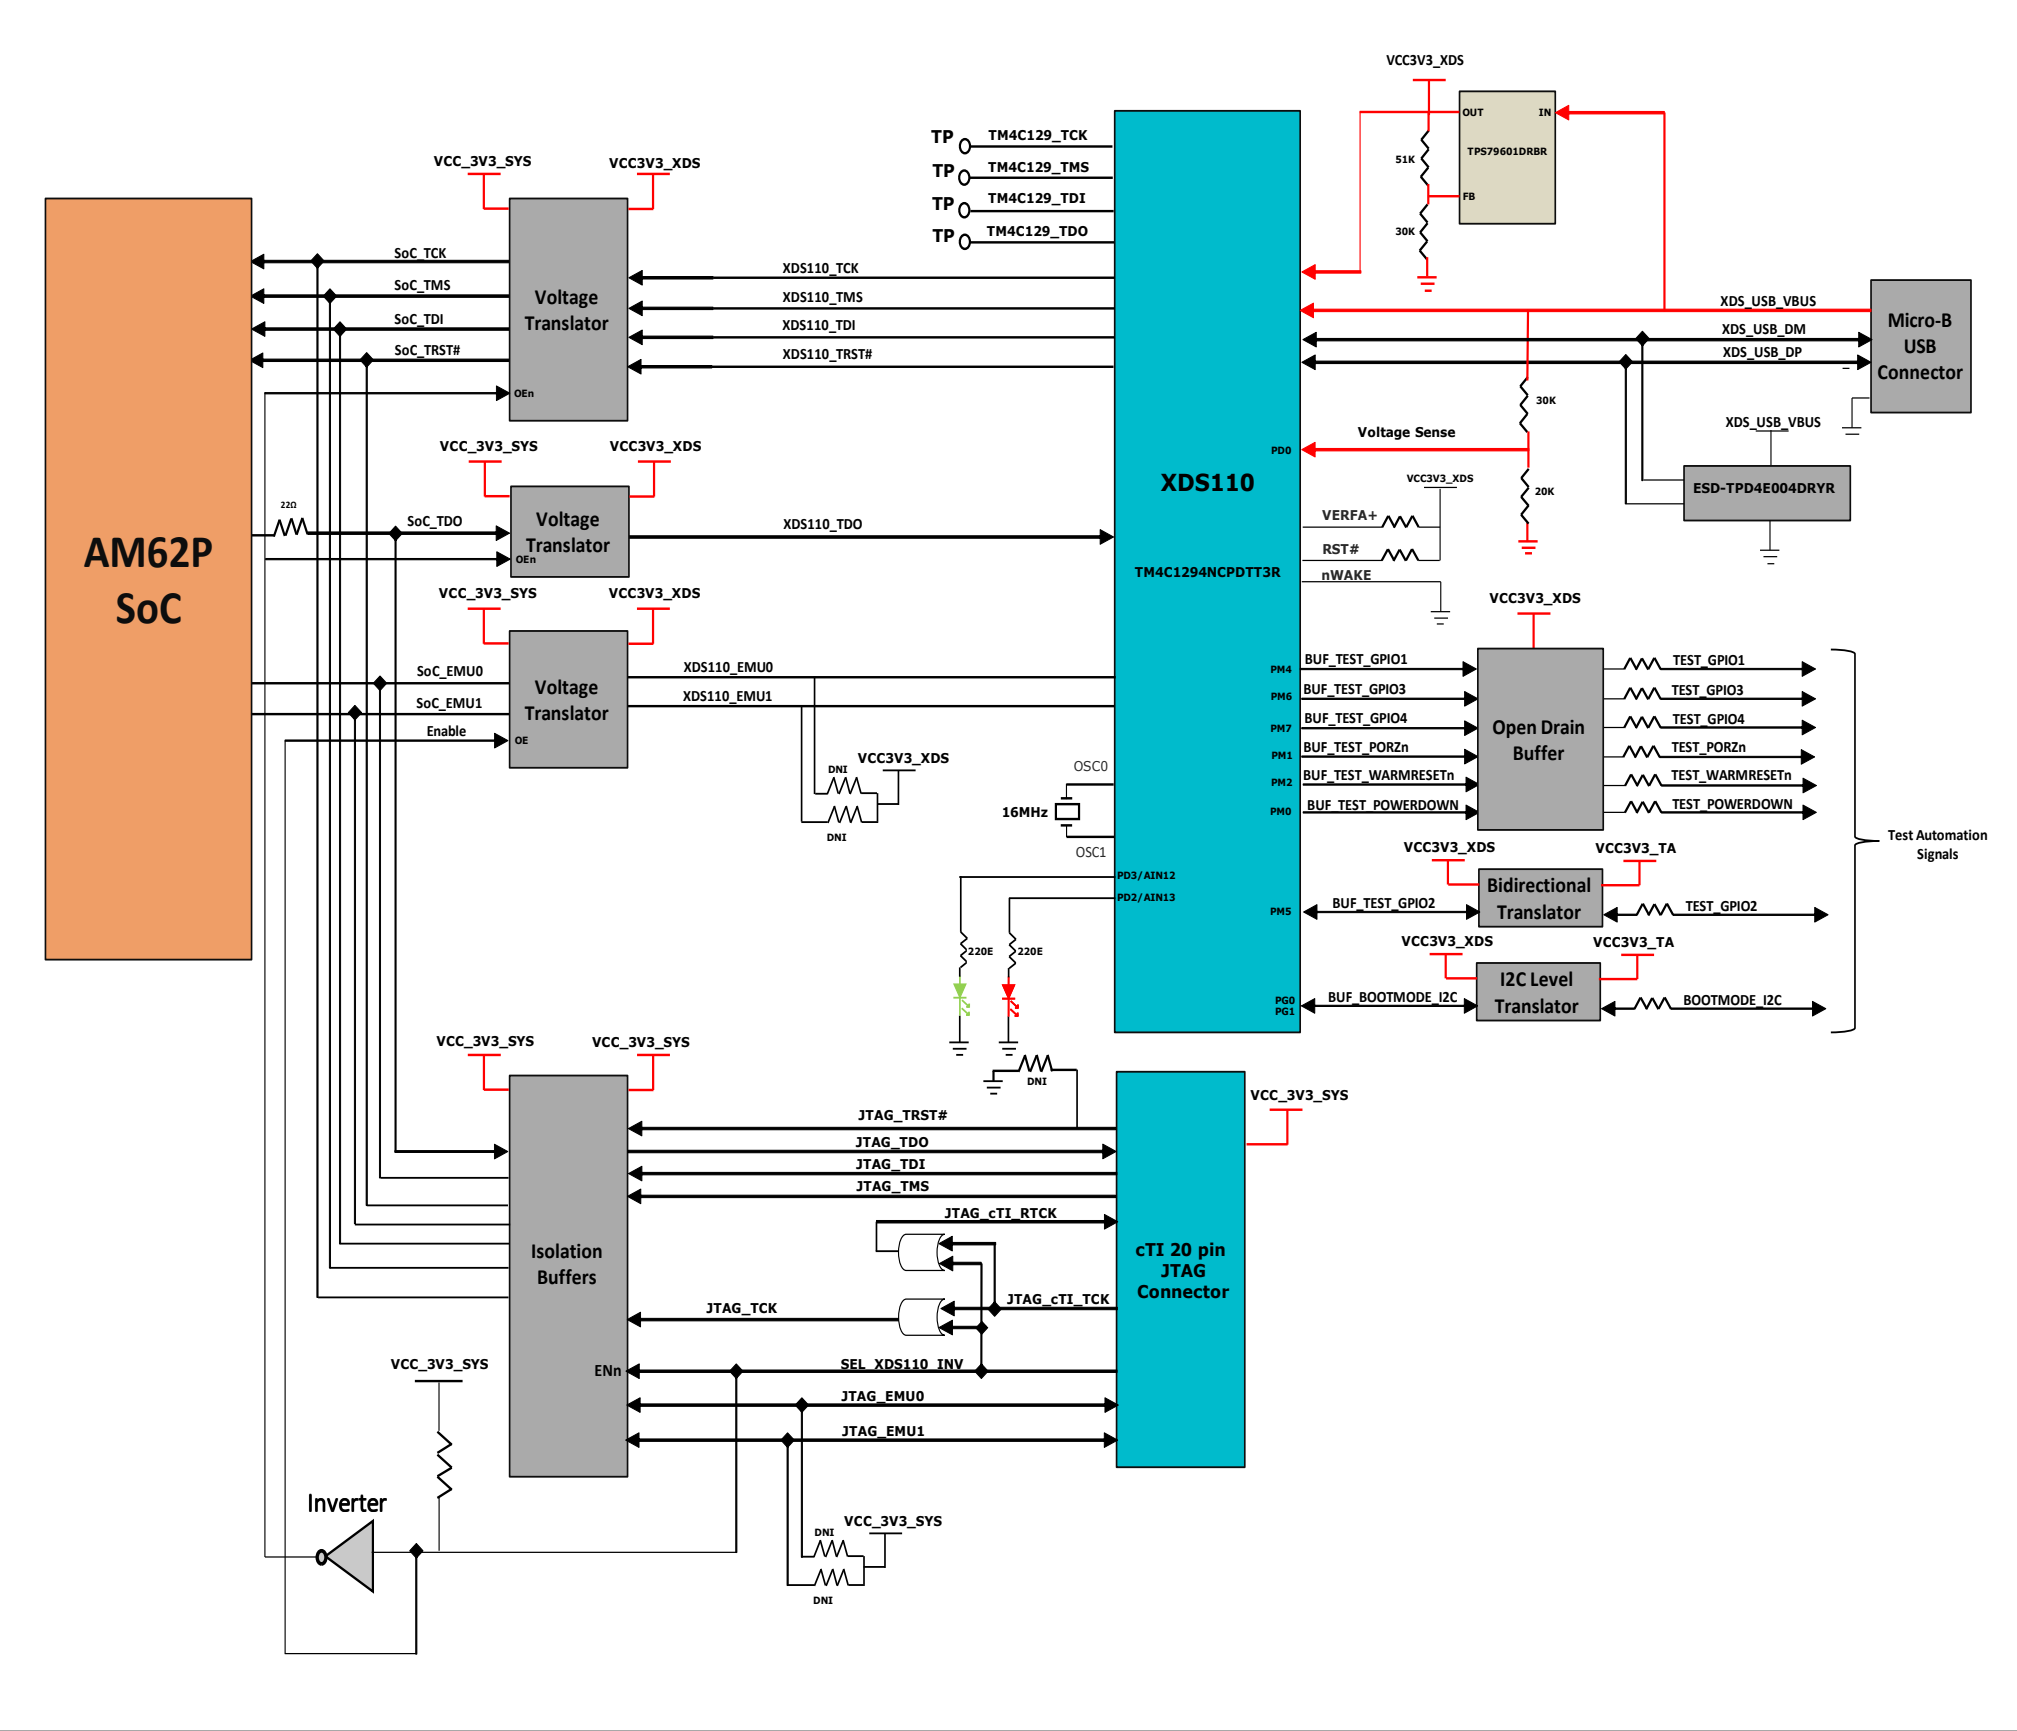 VCC3V3_XDS
OUT
IN
TPS79601DRBR
FB
51K
30K
TP
TM4C129_TCK
TP
TM4C129_TMS
TP
TM4C129_TDI
TP
TM4C129_TDO
VCC_3V3_SYS
VCC3V3_XDS
SoC_TCK
SoC_TMS
SoC_TDI
SoC_TRST#
OEn
Voltage
Translator
XDS110_TCK
XDS110_TMS
XDS110_TDI
XDS110_TRST#
XDS_USB_VBUS
XDS_USB_DM
XDS_USB_DP
Micro-B
USB
Connector
30K
Voltage Sense
PD0
20K
XDS_USB_VBUS
ESD-TPD4E004DRYR
VCC_3V3_SYS
VCC3V3_XDS
22Ω
SoC_TDO
Voltage
Translator
OEn
XDS110_TDO
XDS110
TM4C1294NCPDTT3R
VCC3V3_XDS
VERFA+
RST#
nWAKE
AM62P
SoC
VCC_3V3_SYS
VCC3V3_XDS
SoC_EMU0
SoC_EMU1
Enable
OE
Voltage
Translator
XDS110_EMU0
XDS110_EMU1
DNI
VCC3V3_XDS
DNI
OSC0
16MHz
OSC1
PD3/AIN12
PD2/AIN13
220E
220E
VCC3V3_XDS
PM4
BUF_TEST_GPIO1
TEST_GPIO1
PM6
BUF_TEST_GPIO3
TEST_GPIO3
PM7
BUF_TEST_GPIO4
TEST_GPIO4
PM1
BUF_TEST_PORZn
TEST_PORZn
PM2
BUF_TEST_WARMRESETn
TEST_WARMRESETn
PM0
BUF_TEST_POWERDOWN
TEST_POWERDOWN
Open Drain
Buffer
Test Automation
Signals
VCC3V3_XDS
VCC3V3_TA
Bidirectional
Translator
PM5
BUF_TEST_GPIO2
TEST_GPIO2
VCC3V3_XDS
VCC3V3_TA
I2C Level
Translator
PG0
PG1
BUF_BOOTMODE_I2C
BOOTMODE_I2C
VCC_3V3_SYS
VCC_3V3_SYS
DNI
VCC_3V3_SYS
JTAG_TRST#
JTAG_TDO
JTAG_TDI
JTAG_TMS
JTAG_cTI_RTCK
JTAG_cTI_TCK
JTAG_TCK
SEL_XDS110_INV
JTAG_EMU0
JTAG_EMU1
Isolation
Buffers
ENn
cTI 20 pin
JTAG
Connector
VCC_3V3_SYS
Inverter
DNI
VCC_3V3_SYS
DNI